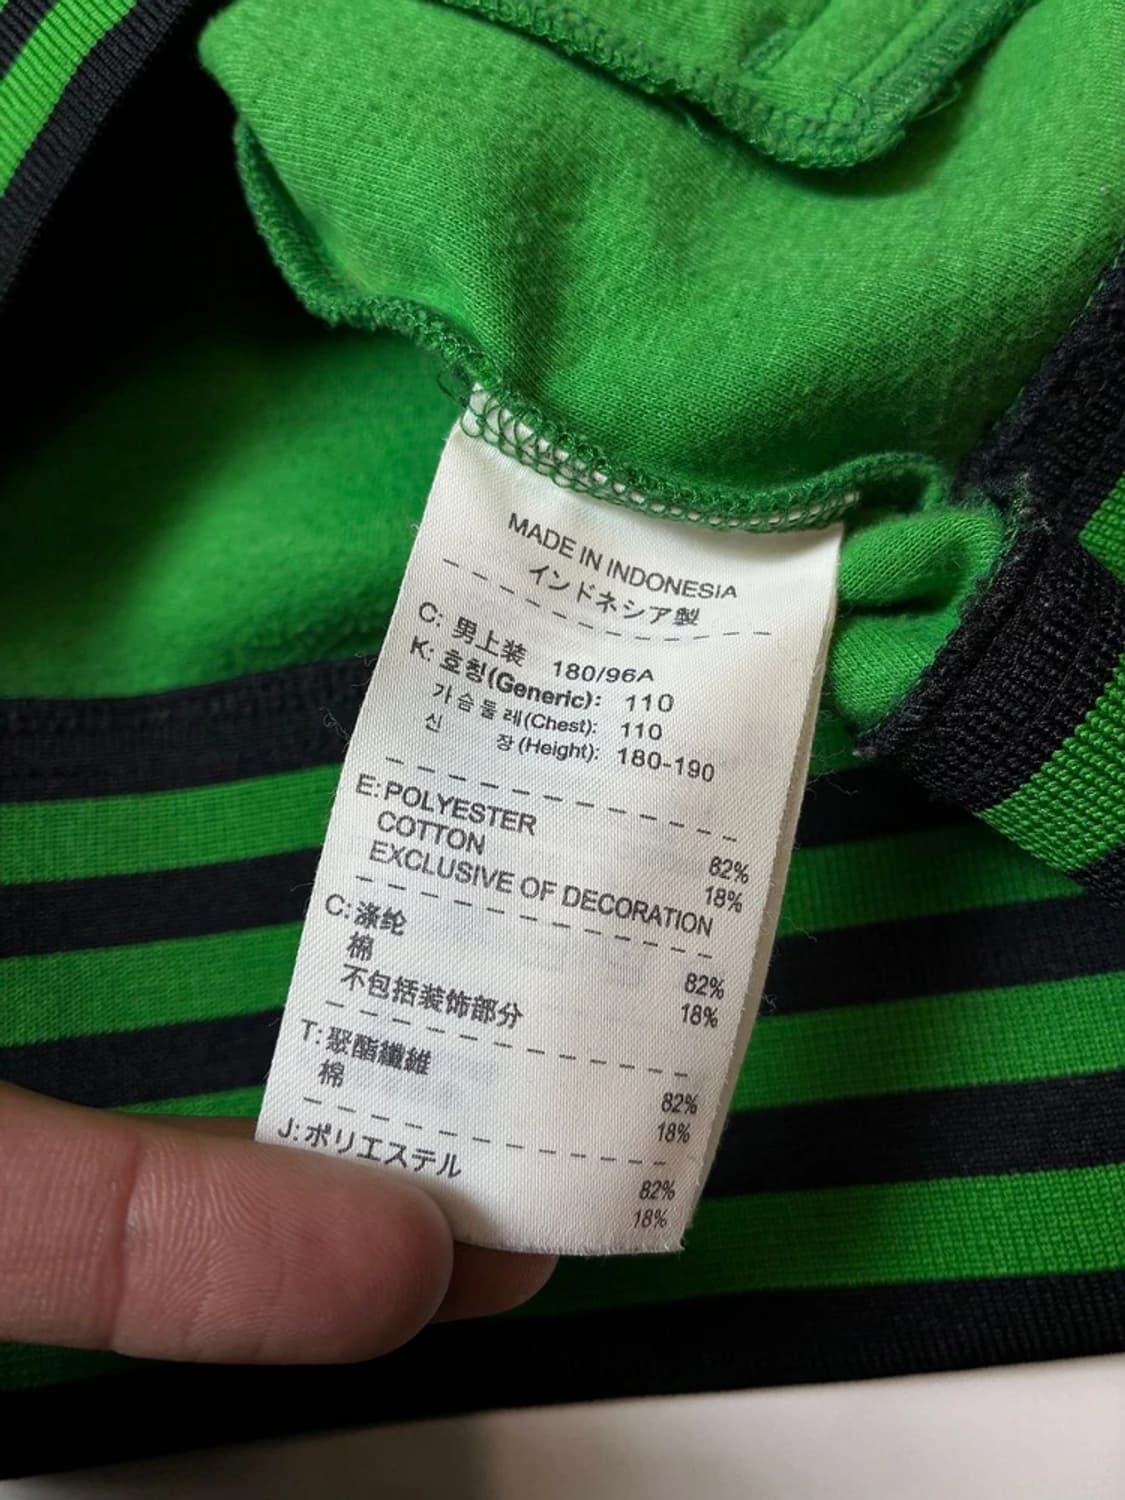 MADE IN INDONESIA
インドネシア製
C: 男上装 180/96A
K: 호칭(Generic): 110
가슴둘레(Chest): 110
신 장(Height): 180-190
E: POLYESTER 82%
COTTON 18%
EXCLUSIVE OF DECORATION
C: 涤纶 82%
棉 18%
不包括装饰部分
T: 聚酯纖維 82%
棉 18%
J: ポリエステル 82%
18%